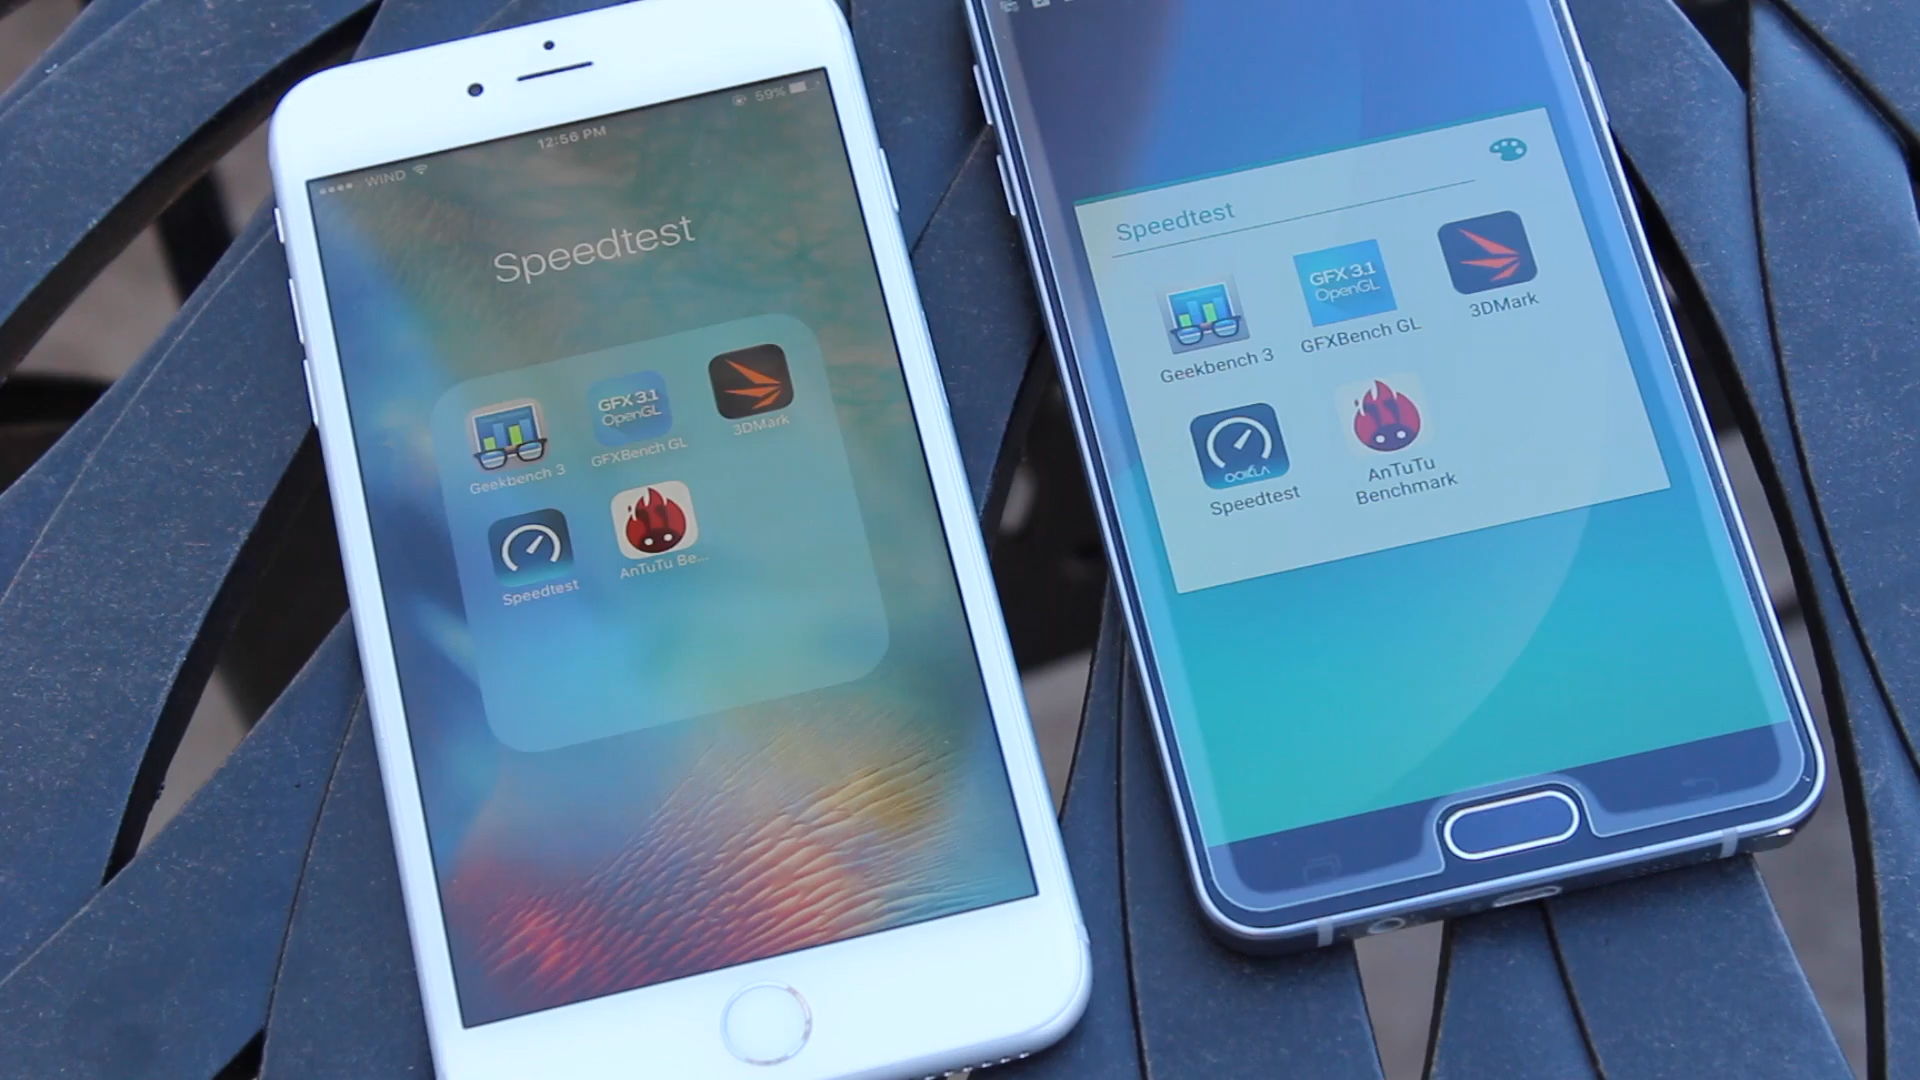 WIND
12:56 PM
59%
Speedtest
GFX 3.1
OpenGL
Geekbench 3
GFXBench GL
3DMark
Speedtest
AnTuTu Be...
Speedtest
GFX 3.1
OpenGL
Geekbench 3
GFXBench GL
3DMark
OOKLA
Speedtest
AnTuTu
Benchmark